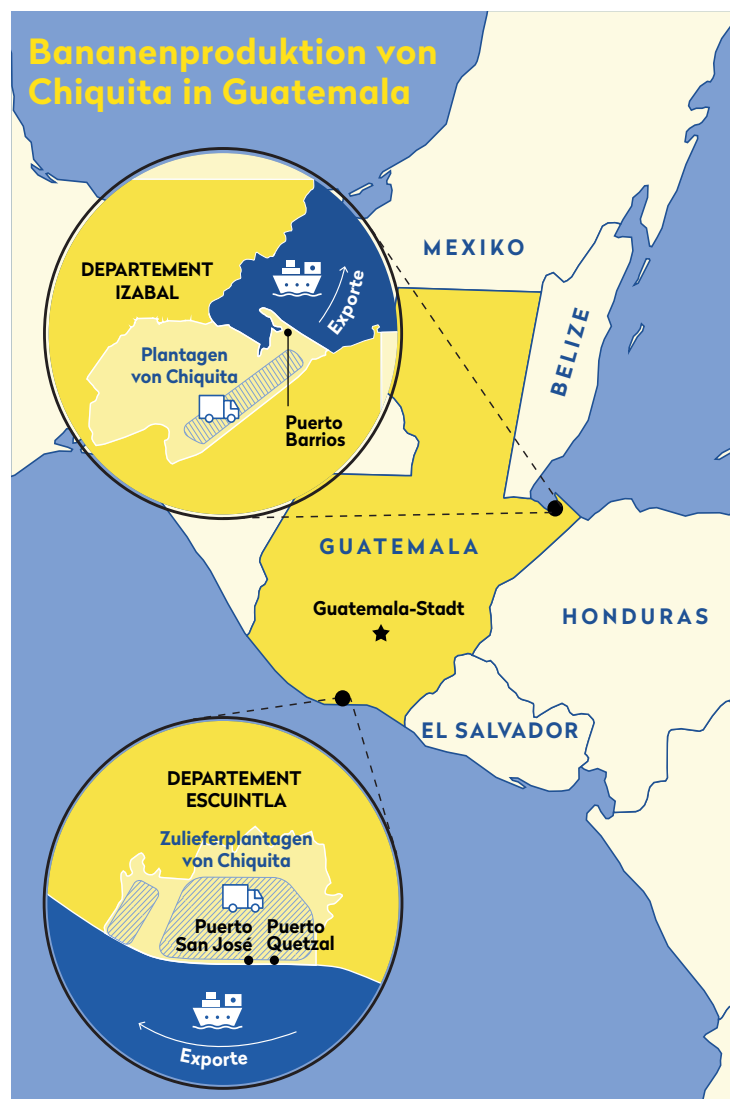 Bananenproduktion von
Chiquita in Guatemala
MEXIKO
DEPARTEMENT
IZABAL
Exporte
BELIZE
Plantagen
von Chiquita
Puerto
Barrios
GUATEMALA
Guatemala-Stadt
HONDURAS
EL SALVADOR
DEPARTEMENT
ESCUINTLA
Zulieferplantagen
von Chiquita
Puerto
San José
Puerto
Quetzal
Exporte